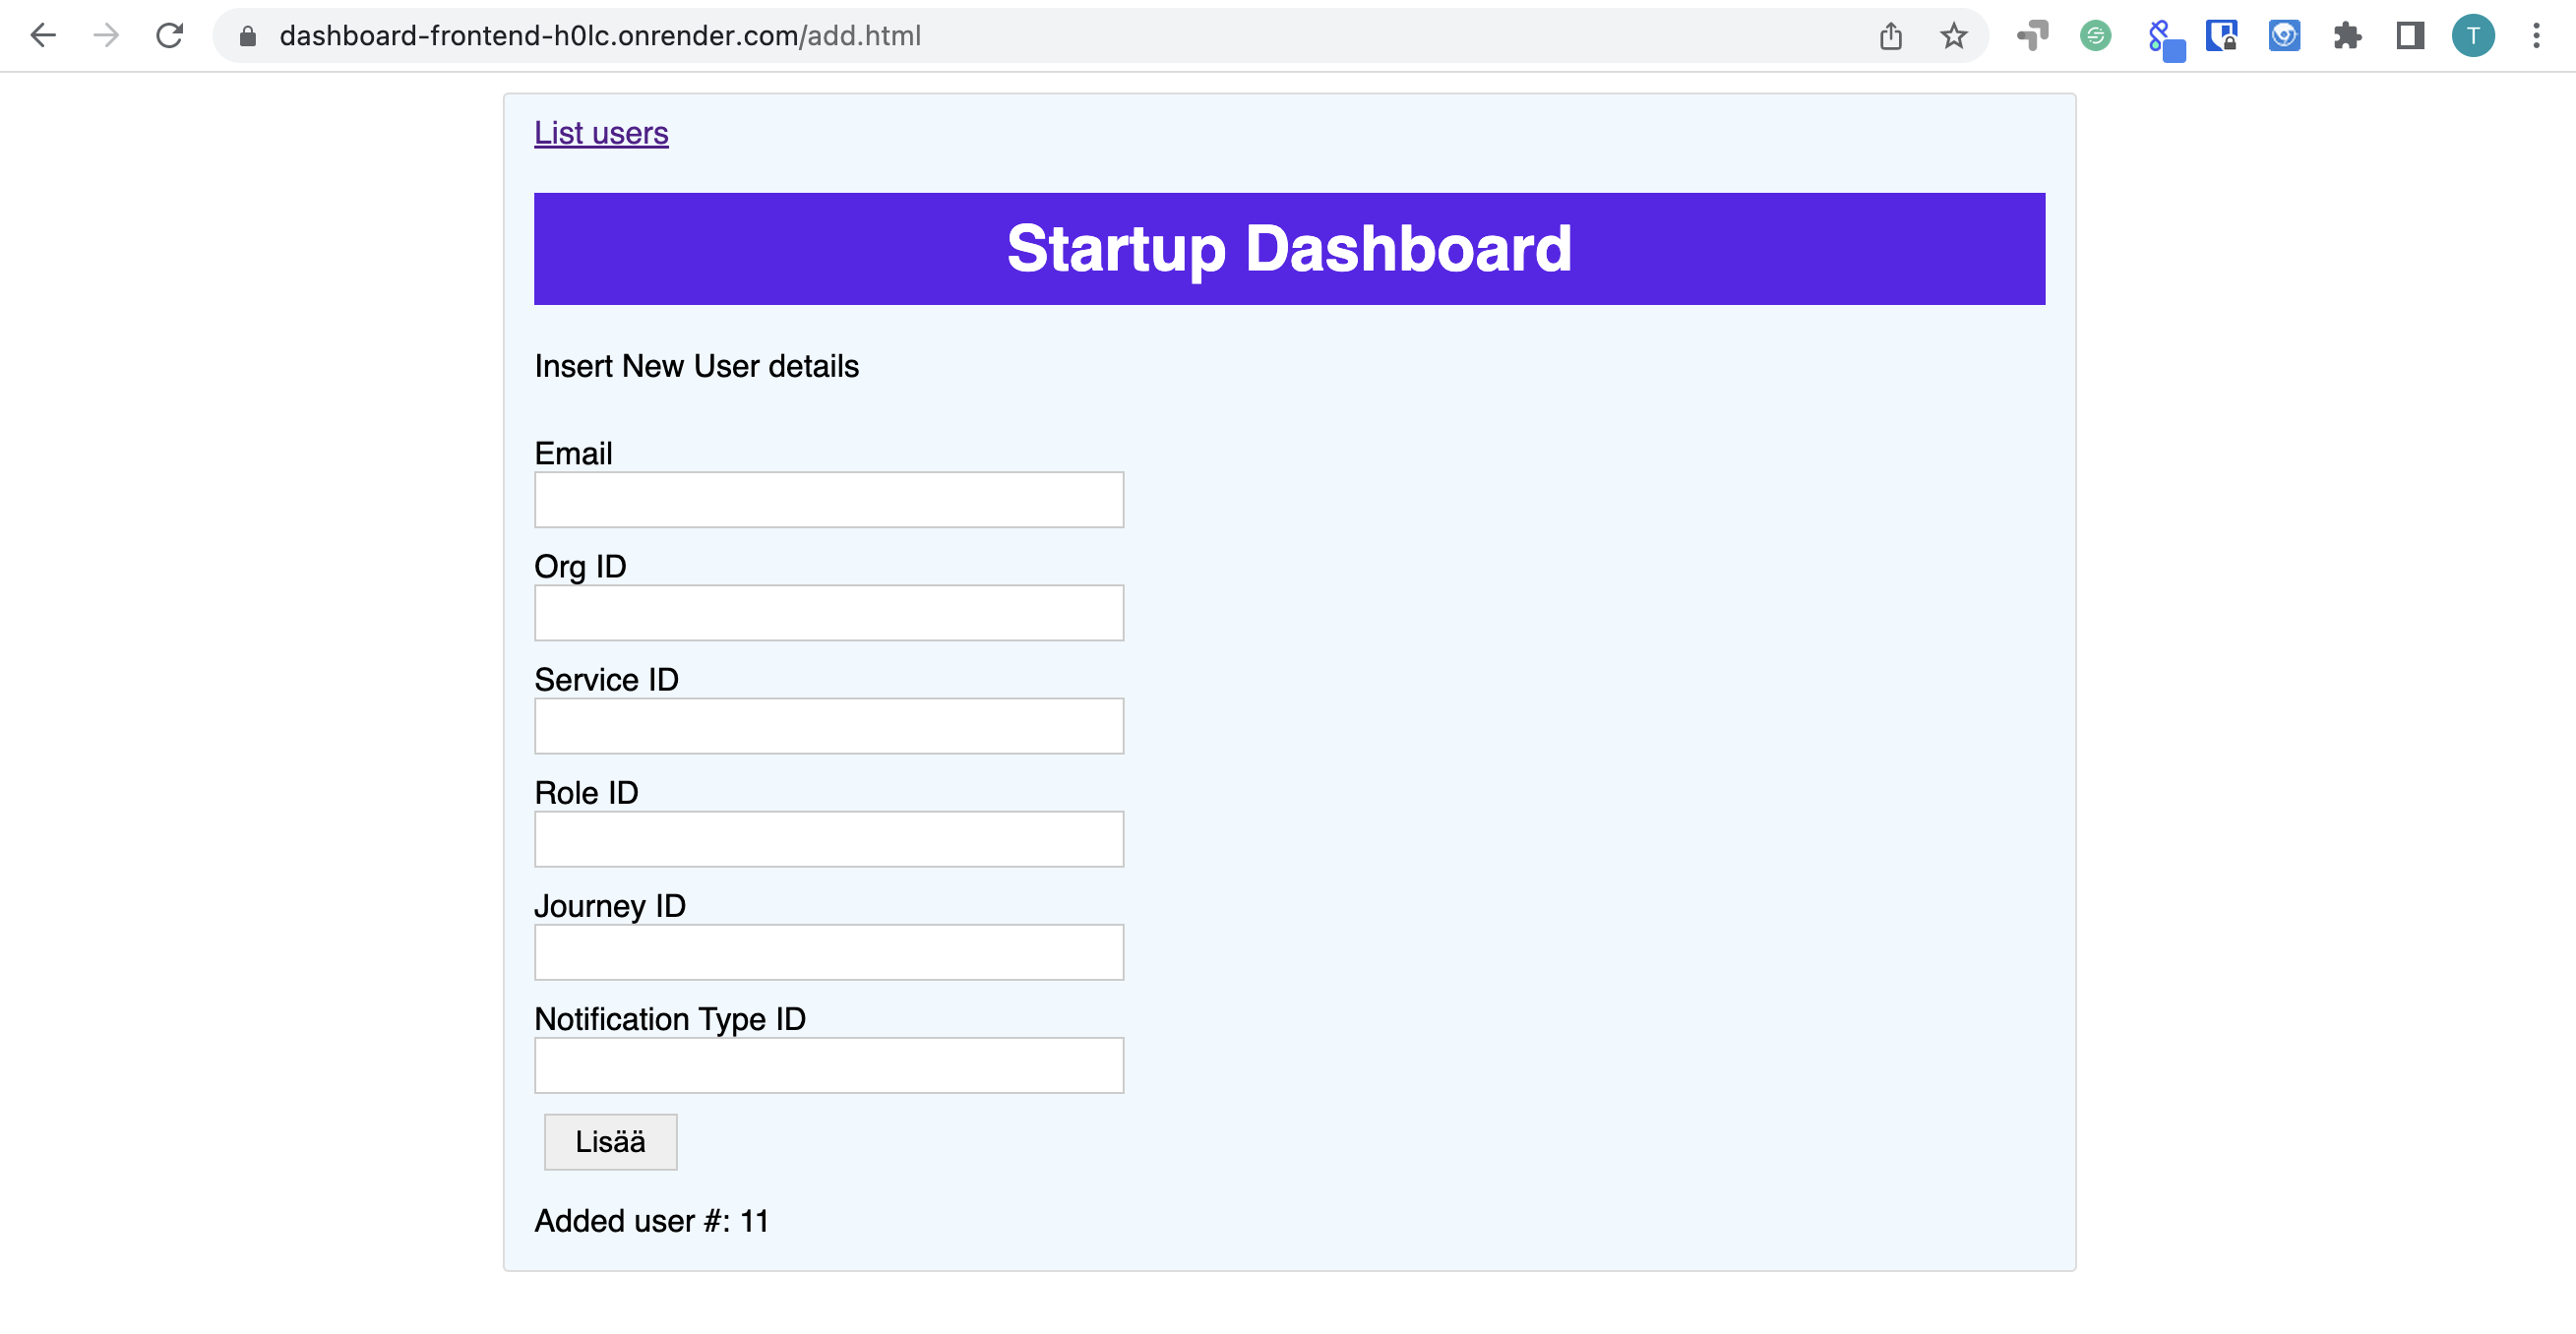 dashboard-frontend-h0lc.onrender.com/add.html
T
List users
Startup Dashboard
Insert New User details
Email
Org ID
Service ID
Role ID
Journey ID
Notification Type ID
Lisää
Added user #: 11